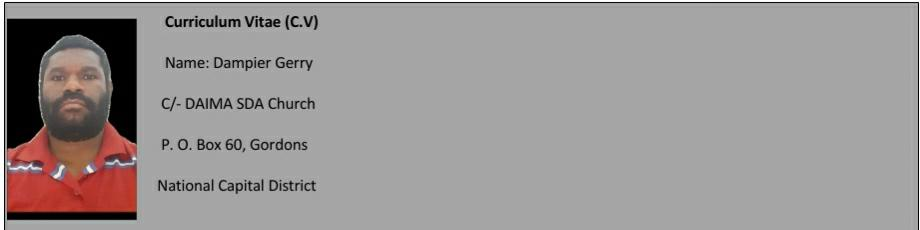 Curriculum Vitae (C.V)
Name: Dampier Gerry
C/- DAIMA SDA Church
P. O. Box 60, Gordons
National Capital District